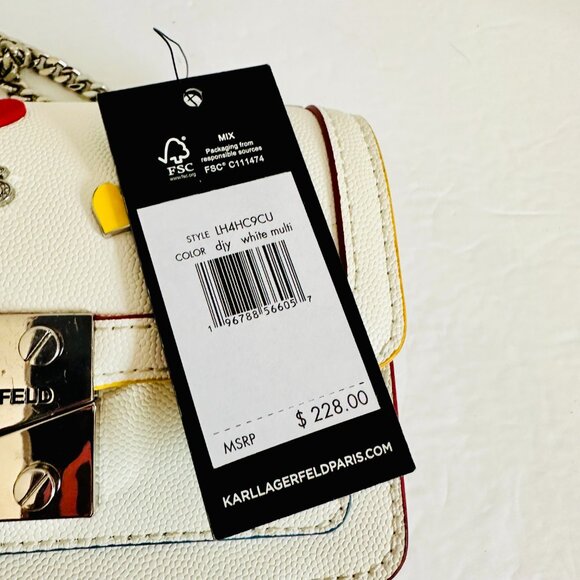 MIX
Packaging from
responsible sources
FSC® C111474
FSC
www.fsc.org
STYLE LH4HC9CU
COLOR djy white multi
1 96788 56605 7
MSRP $ 228.00
KARLLAGERFELDPARIS.COM
FELD